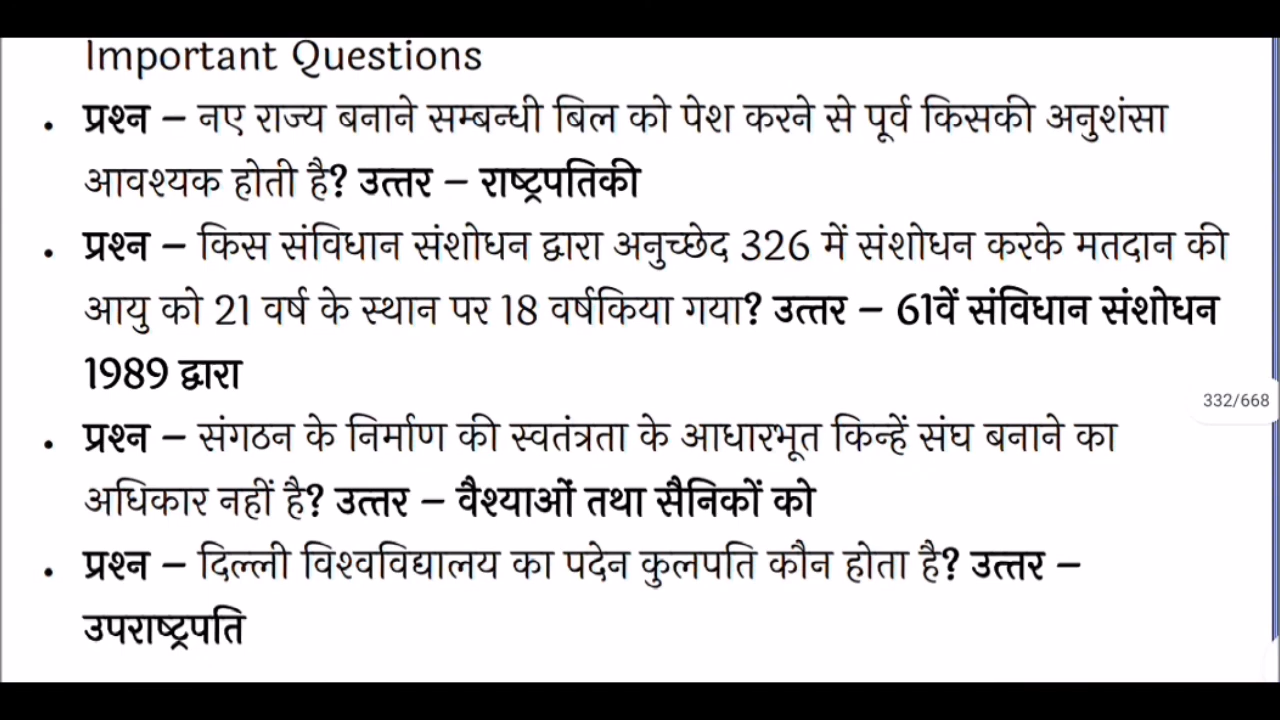 Important Questions
• प्रश्न – नए राज्य बनाने सम्बन्धी बिल को पेश करने से पूर्व किसकी अनुशंसा
आवश्यक होती है? उत्तर – राष्ट्रपतिकी
• प्रश्न – किस संविधान संशोधन द्वारा अनुच्छेद 326 में संशोधन करके मतदान की
आयु को 21 वर्ष के स्थान पर 18 वर्षकिया गया? उत्तर – 61वें संविधान संशोधन
1989 द्वारा
332/668
• प्रश्न – संगठन के निर्माण की स्वतंत्रता के आधारभूत किन्हें संघ बनाने का
अधिकार नहीं है? उत्तर – वैश्याओं तथा सैनिकों को
• प्रश्न – दिल्ली विश्वविद्यालय का पदेन कुलपति कौन होता है? उत्तर –
उपराष्ट्रपति